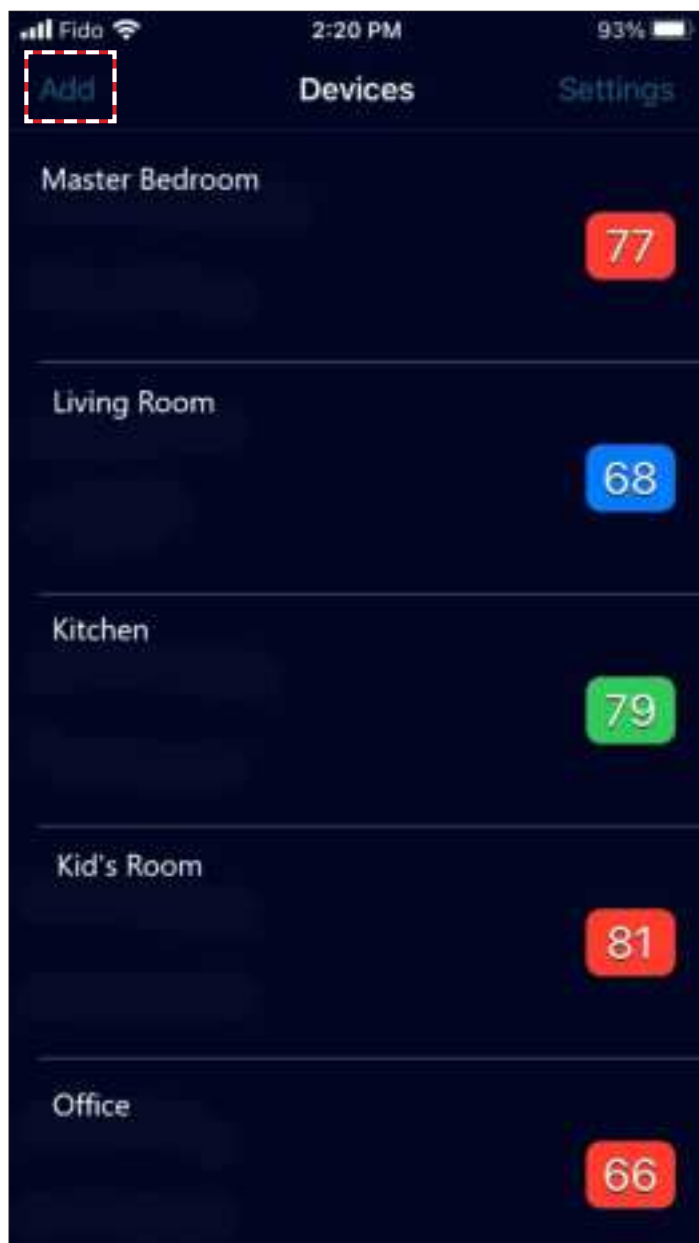 Fido 2:20 PM 93%
Add Devices Settings
Master Bedroom
77
Living Room
68
Kitchen
79
Kid's Room
81
Office
66